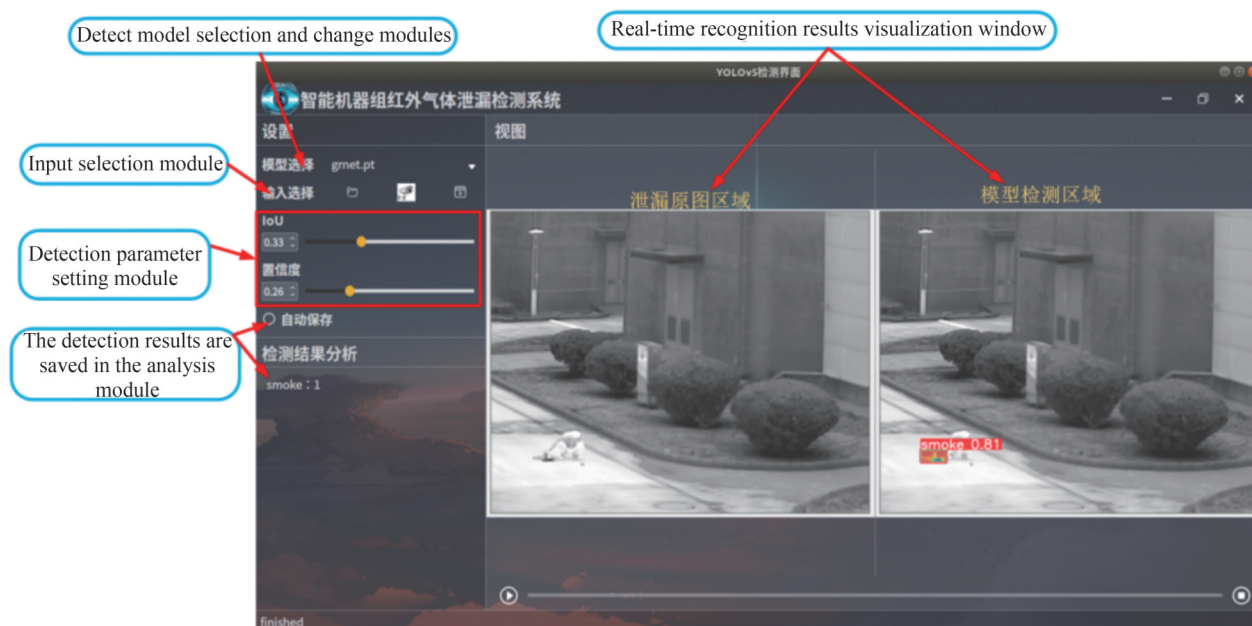 Detect model selection and change modules
Real-time recognition results visualization window
YOLOv5检测界面
智能机器组红外气体泄漏检测系统
设置
视图
Input selection module
模型选择 gmet.pt
输入选择
泄漏原图区域
模型检测区域
IoU
0.33
Detection parameter
setting module
置信度
0.26
自动保存
The detection results are
saved in the analysis
module
检测结果分析
smoke：1
smoke 0.81
finished